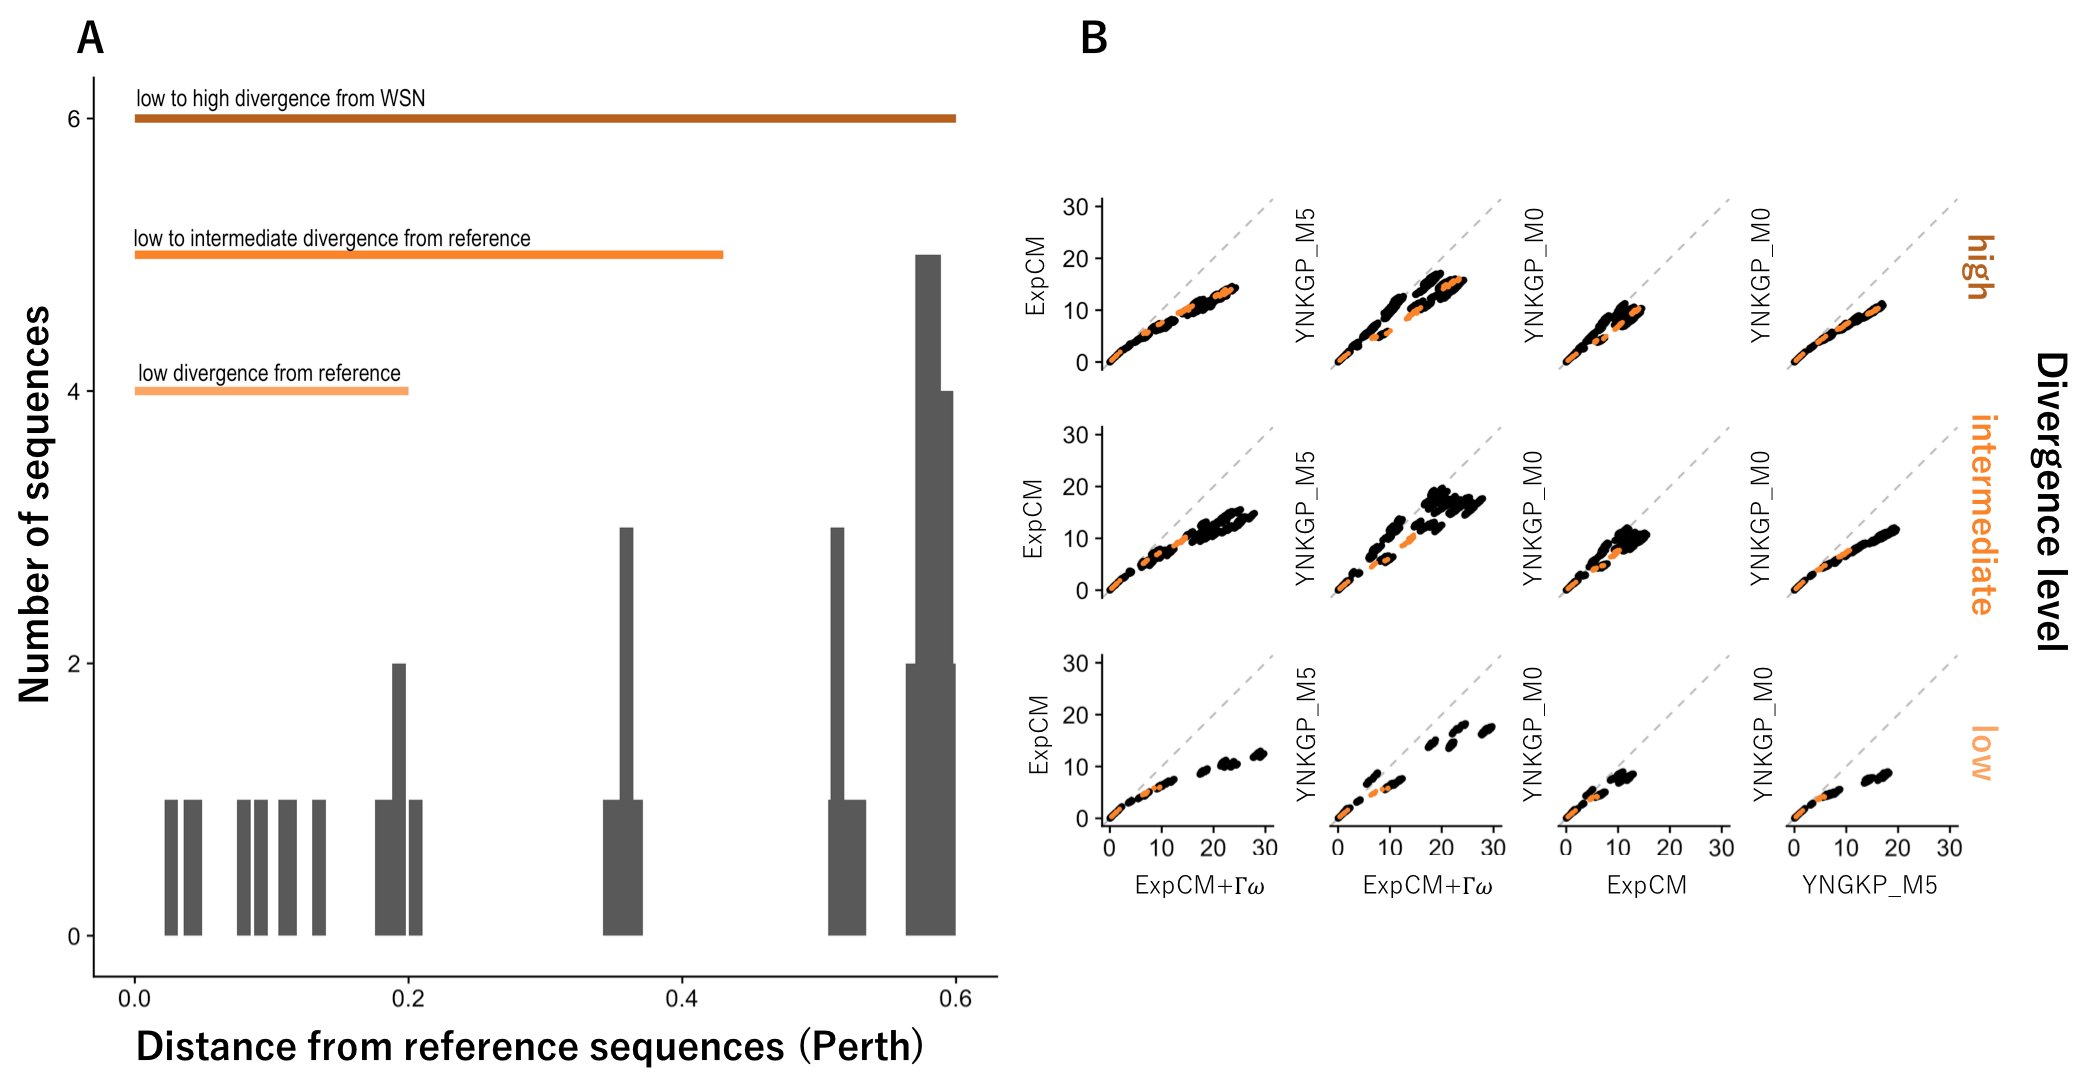 A
B
low to high divergence from WSN
low to intermediate divergence from reference
low divergence from reference
Number of sequences
6
4
2
0
0.0 0.2 0.4 0.6
Distance from reference sequences (Perth)
ExpCM
YNKGP_M5
YNKGP_M0
YNKGP_M0
30
20
10
0
high
ExpCM
YNKGP_M5
YNKGP_M0
YNKGP_M0
30
20
10
0
intermediate
ExpCM
YNKGP_M5
YNKGP_M0
YNKGP_M0
30
20
10
0
low
Divergence level
0 10 20 30 0 10 20 30 0 10 20 30 0 10 20 30
ExpCM+Γω ExpCM+Γω ExpCM YNGKP_M5